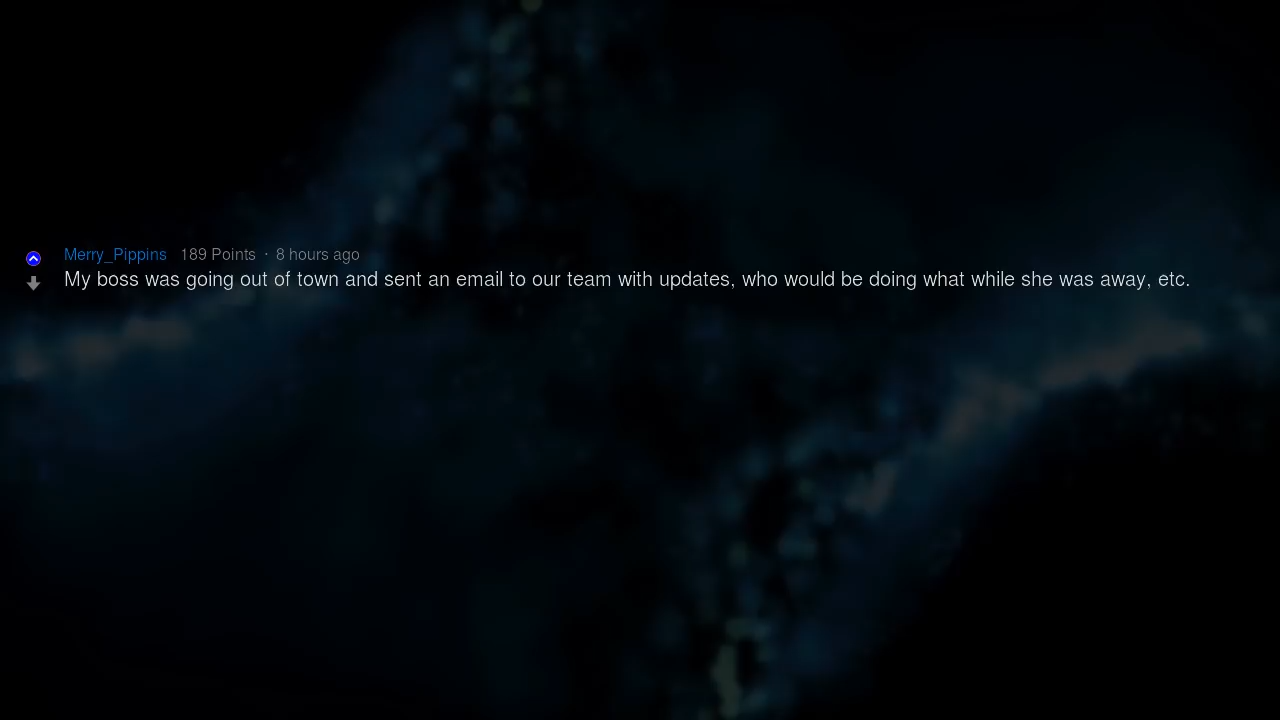 Merry_Pippins 189 Points · 8 hours ago
My boss was going out of town and sent an email to our team with updates, who would be doing what while she was away, etc.